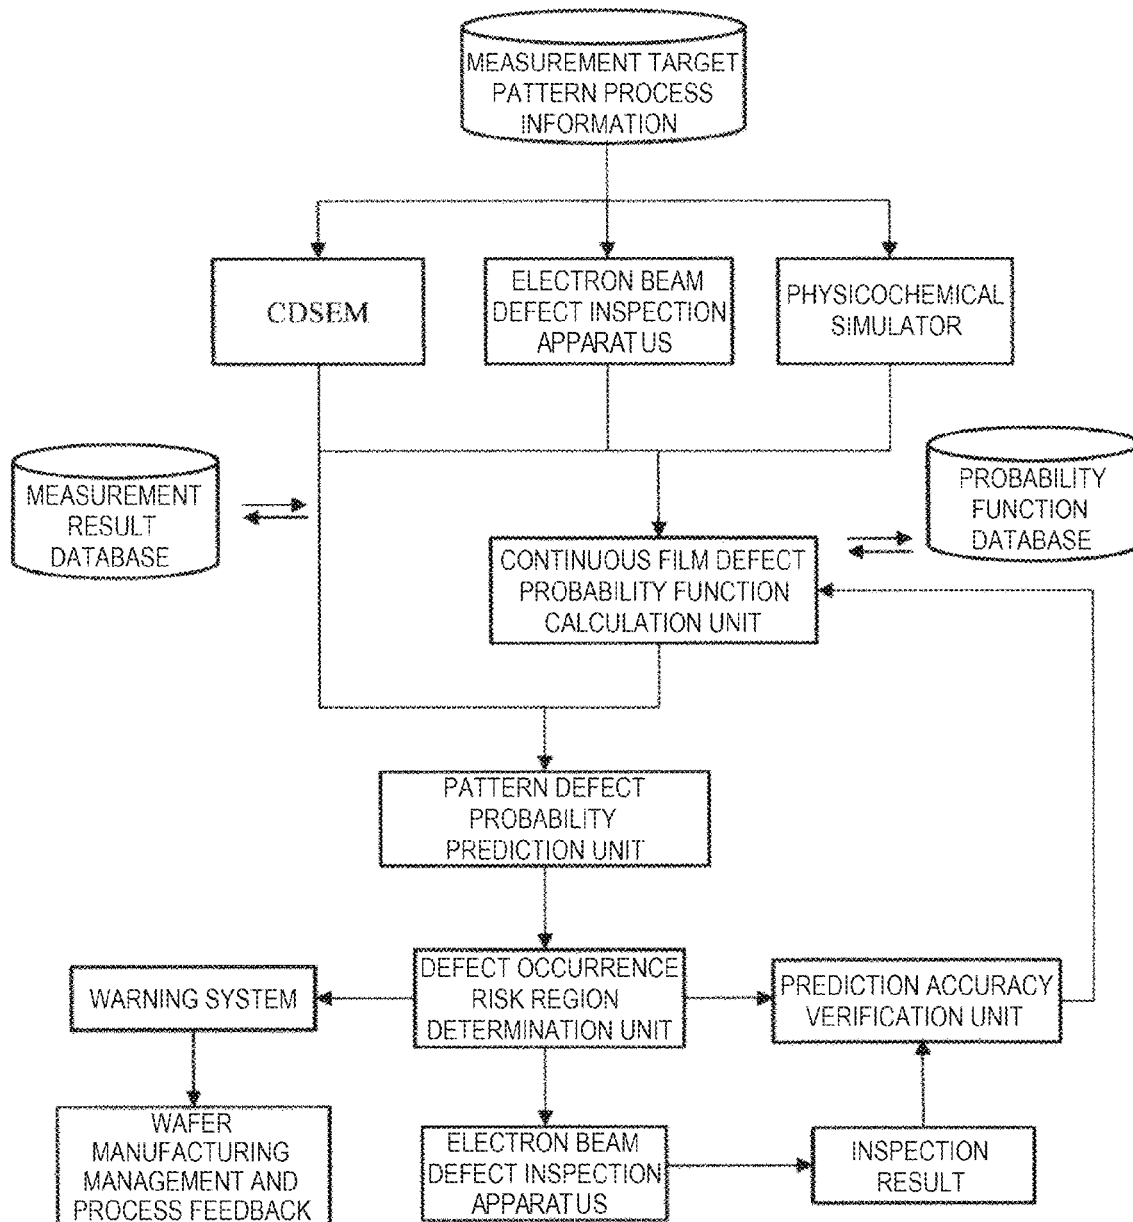 MEASUREMENT TARGET
PATTERN PROCESS
INFORMATION
CDSEM
ELECTRON BEAM
DEFECT INSPECTION
APPARATUS
PHYSICOCHEMICAL
SIMULATOR
MEASUREMENT
RESULT
DATABASE
PROBABILITY
FUNCTION
DATABASE
CONTINUOUS FILM DEFECT
PROBABILITY FUNCTION
CALCULATION UNIT
PATTERN DEFECT
PROBABILITY
PREDICTION UNIT
WARNING SYSTEM
DEFECT OCCURRENCE
RISK REGION
DETERMINATION UNIT
PREDICTION ACCURACY
VERIFICATION UNIT
WAFER
MANUFACTURING
MANAGEMENT AND
PROCESS FEEDBACK
ELECTRON BEAM
DEFECT INSPECTION
APPARATUS
INSPECTION
RESULT